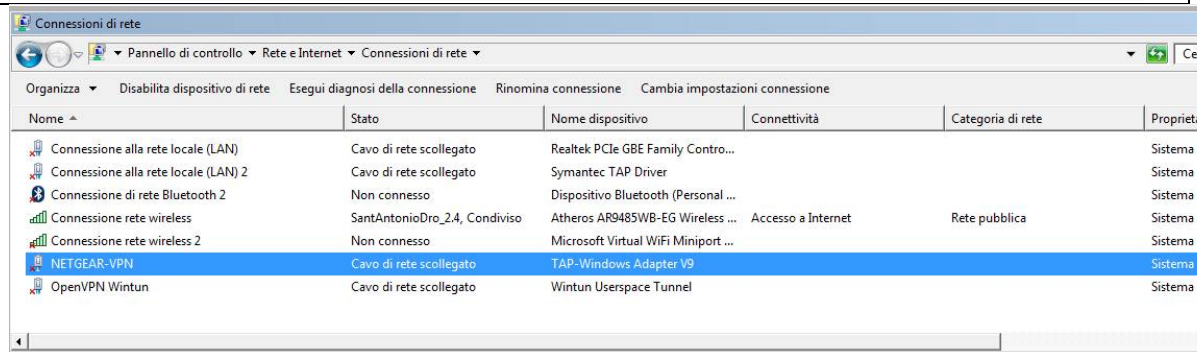 Connessioni di rete
Pannello di controllo Rete e Internet Connessioni di rete Ce
Organizza Disabilita dispositivo di rete Esegui diagnosi della connessione Rinomina connessione Cambia impostazioni connessione
Nome Stato Nome dispositivo Connettività Categoria di rete Propriet
Connessione alla rete locale (LAN) Cavo di rete scollegato Realtek PCIe GBE Family Contro... Sistema
Connessione alla rete locale (LAN) 2 Cavo di rete scollegato Symantec TAP Driver Sistema
Connessione di rete Bluetooth 2 Non connesso Dispositivo Bluetooth (Personal ... Sistema
Connessione rete wireless SantAntonioDro_2.4, Condiviso Atheros AR9485WB-EG Wireless ... Accesso a Internet Rete pubblica Sistema
Connessione rete wireless 2 Non connesso Microsoft Virtual WiFi Miniport ... Sistema
NETGEAR-VPN Cavo di rete scollegato TAP-Windows Adapter V9 Sistema
OpenVPN Wintun Cavo di rete scollegato Wintun Userspace Tunnel Sistema